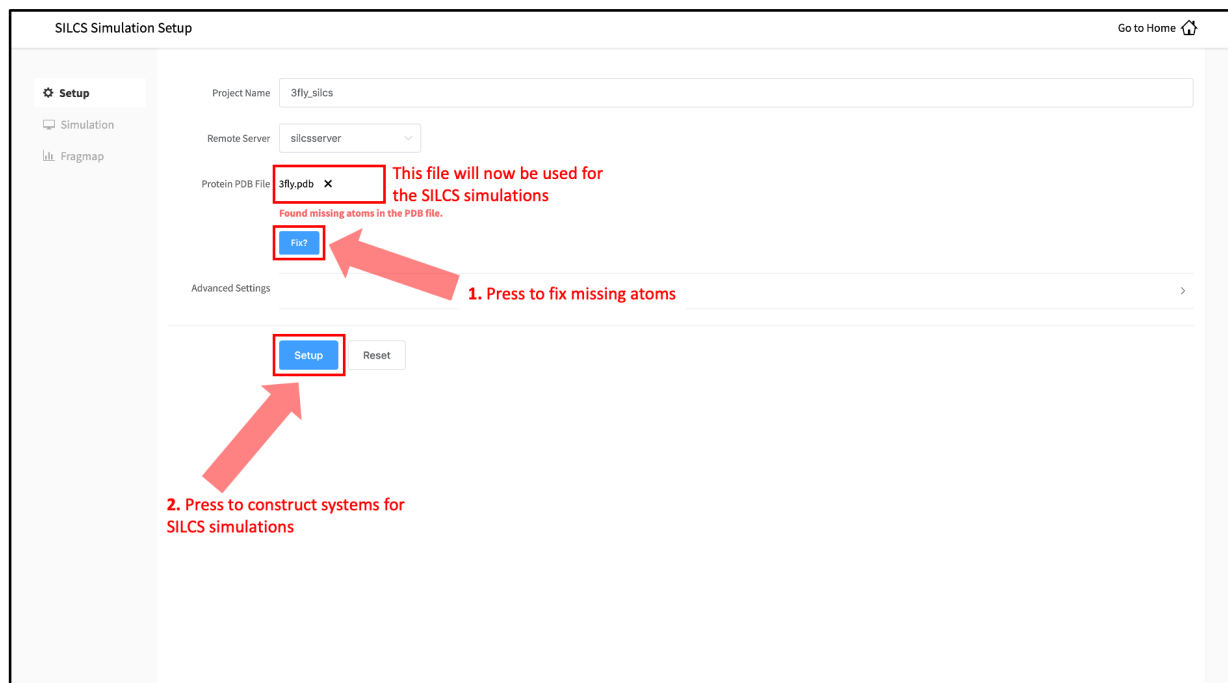 SILCS Simulation Setup
Go to Home
Setup
Simulation
Fragmap
Project Name
3fly_silcs
Remote Server
silcsserver
Protein PDB File
3fly.pdb
This file will now be used for
the SILCS simulations
Found missing atoms in the PDB file.
Fix?
1. Press to fix missing atoms
Advanced Settings
Setup
Reset
2. Press to construct systems for
SILCS simulations